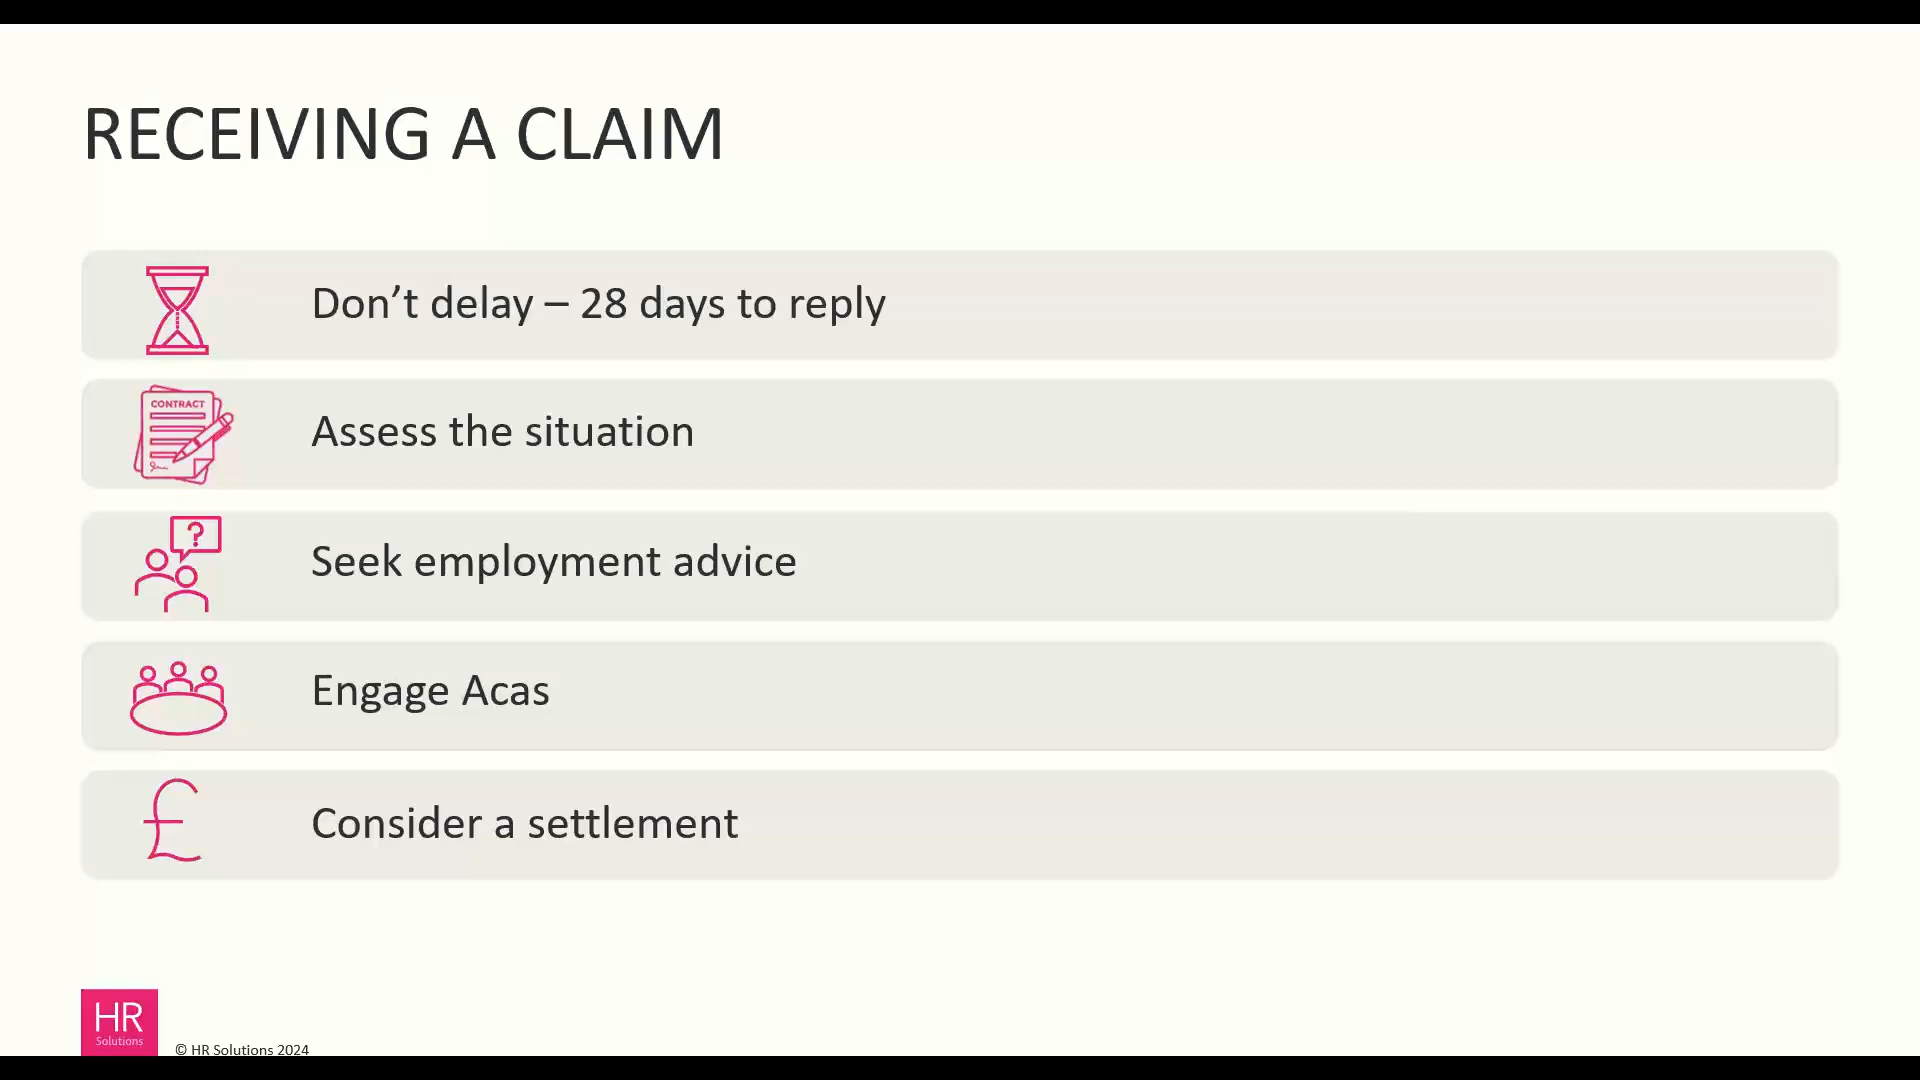 RECEIVING A CLAIM
Don’t delay – 28 days to reply
CONTRACT
Assess the situation
?
Seek employment advice
Engage Acas
£
Consider a settlement
HR
Solutions
© HR Solutions 2024